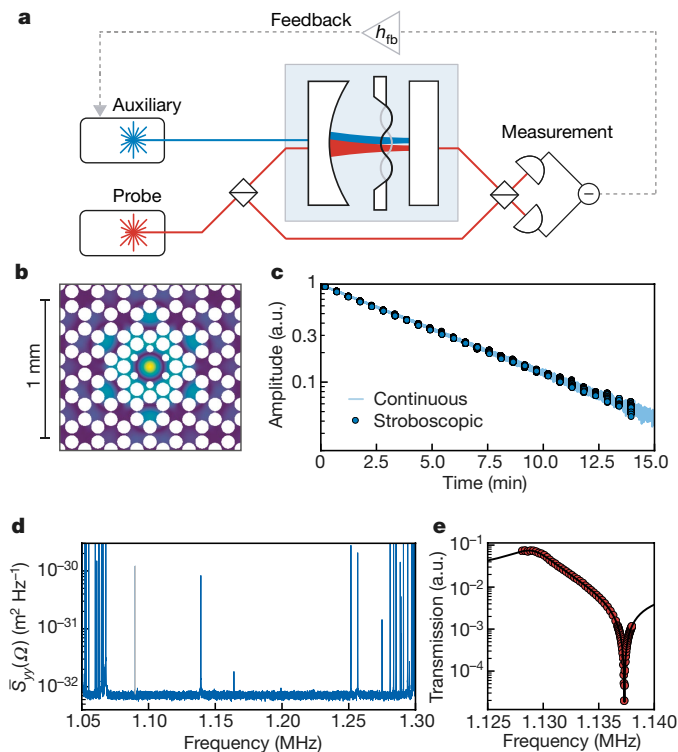 a
Feedback
h_fb
Auxiliary
Measurement
Probe
−
b
1 mm
c
Amplitude (a.u.)
1
0.3
0.1
Continuous
Stroboscopic
0 2.5 5.0 7.5 10.0 12.5 15.0
Time (min)
d
S̅_yy(Ω) (m² Hz⁻¹)
10⁻³⁰
10⁻³¹
10⁻³²
1.05 1.10 1.15 1.20 1.25 1.30
Frequency (MHz)
e
Transmission (a.u.)
10⁻¹
10⁻²
10⁻³
10⁻⁴
1.125 1.130 1.135 1.140
Frequency (MHz)